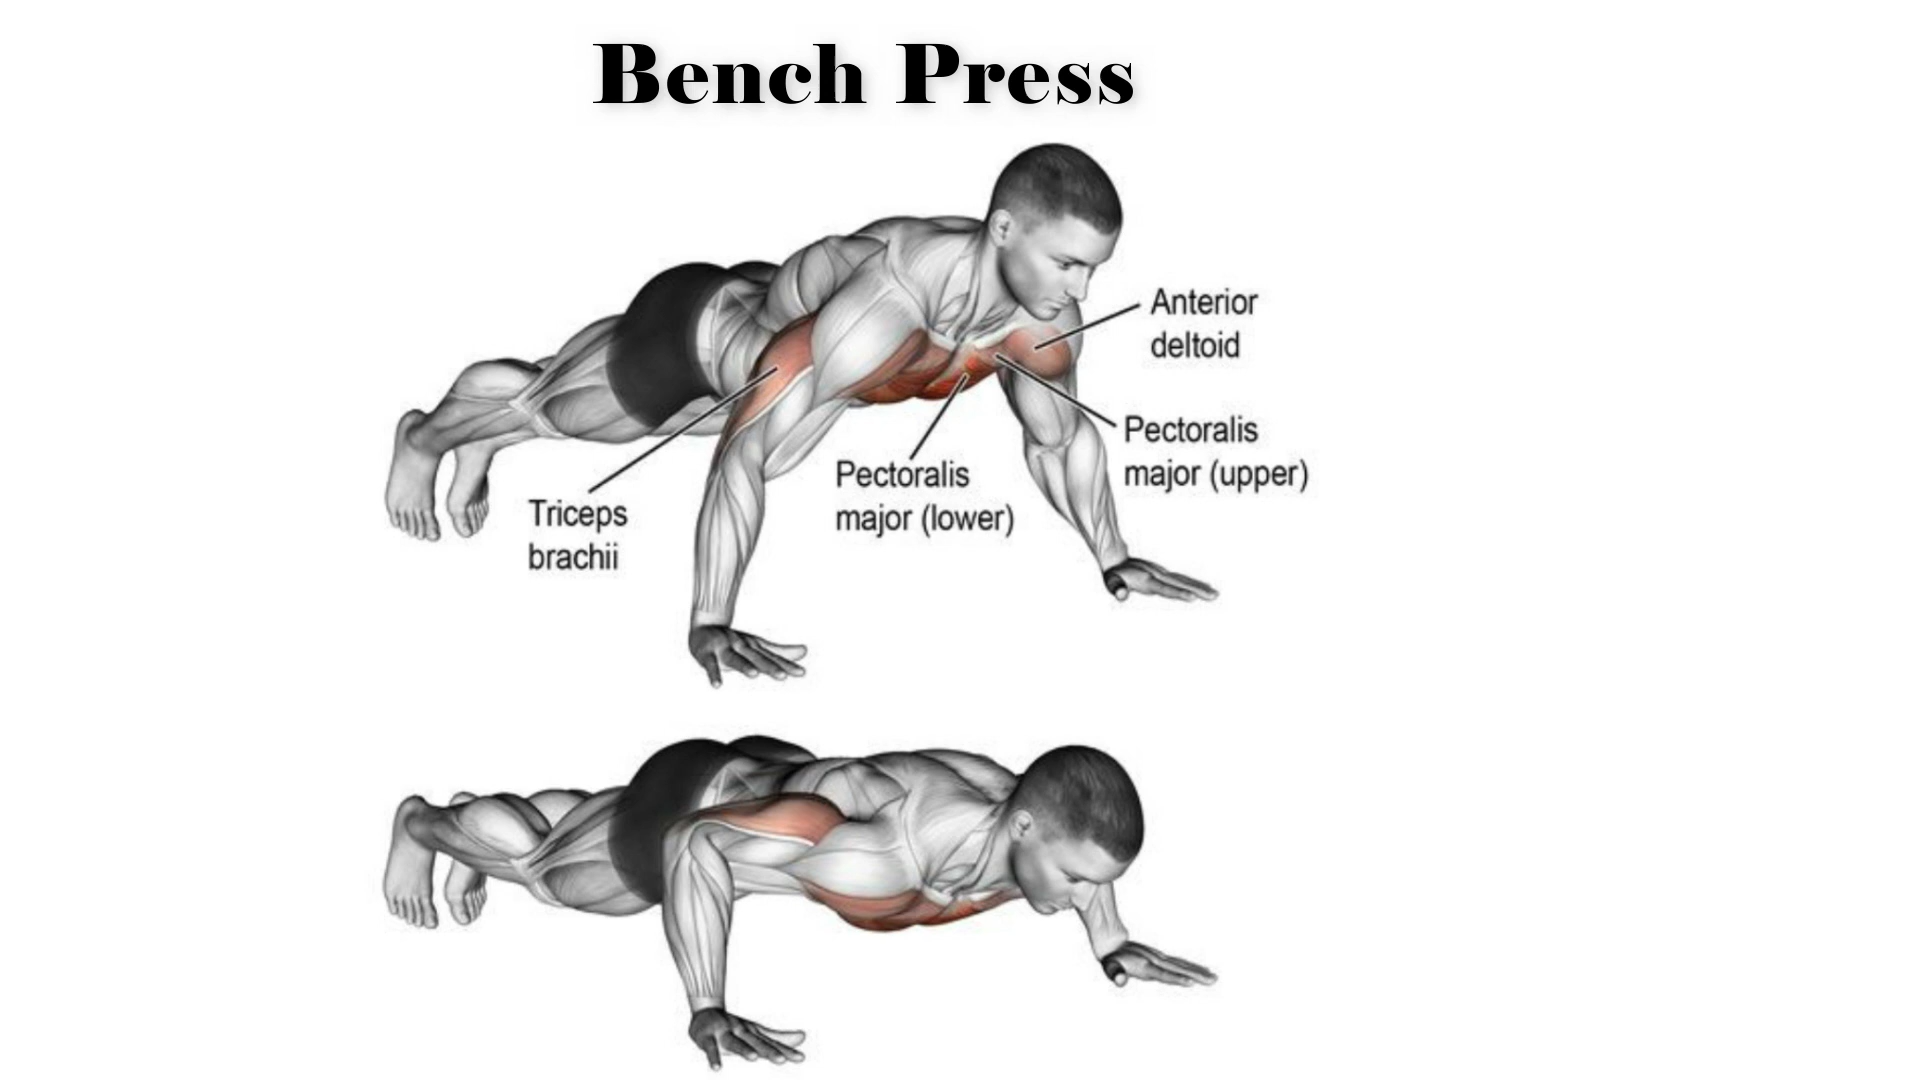 Bench Press
Anterior
deltoid
Pectoralis
major (upper)
Pectoralis
major (lower)
Triceps
brachii